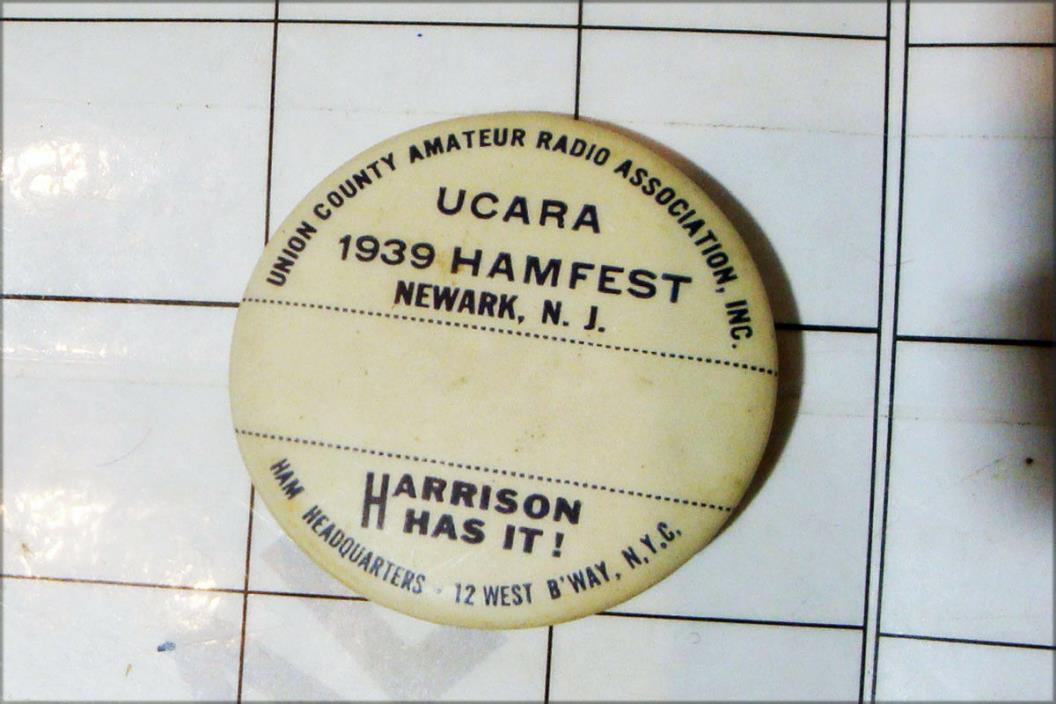 UNION COUNTY AMATEUR RADIO ASSOCIATION, INC.
UCARA
1939 HAMFEST
NEWARK, N. J.
HARRISON
HAS IT!
HAM HEADQUARTERS - 12 WEST B'WAY, N.Y.C.